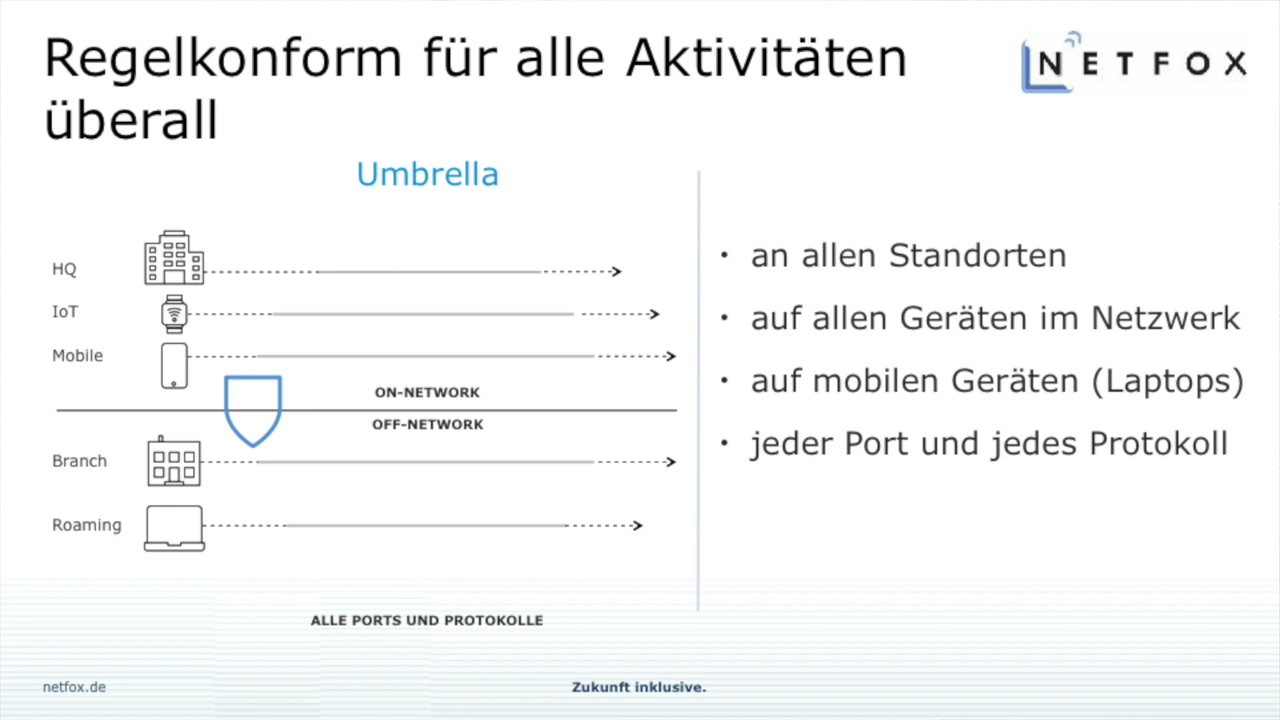 Regelkonform für alle Aktivitäten
überall
NETFOX
Umbrella
HQ
IoT
Mobile
ON-NETWORK
OFF-NETWORK
Branch
Roaming
ALLE PORTS UND PROTOKOLLE
• an allen Standorten
• auf allen Geräten im Netzwerk
• auf mobilen Geräten (Laptops)
• jeder Port und jedes Protokoll
netfox.de
Zukunft inklusive.